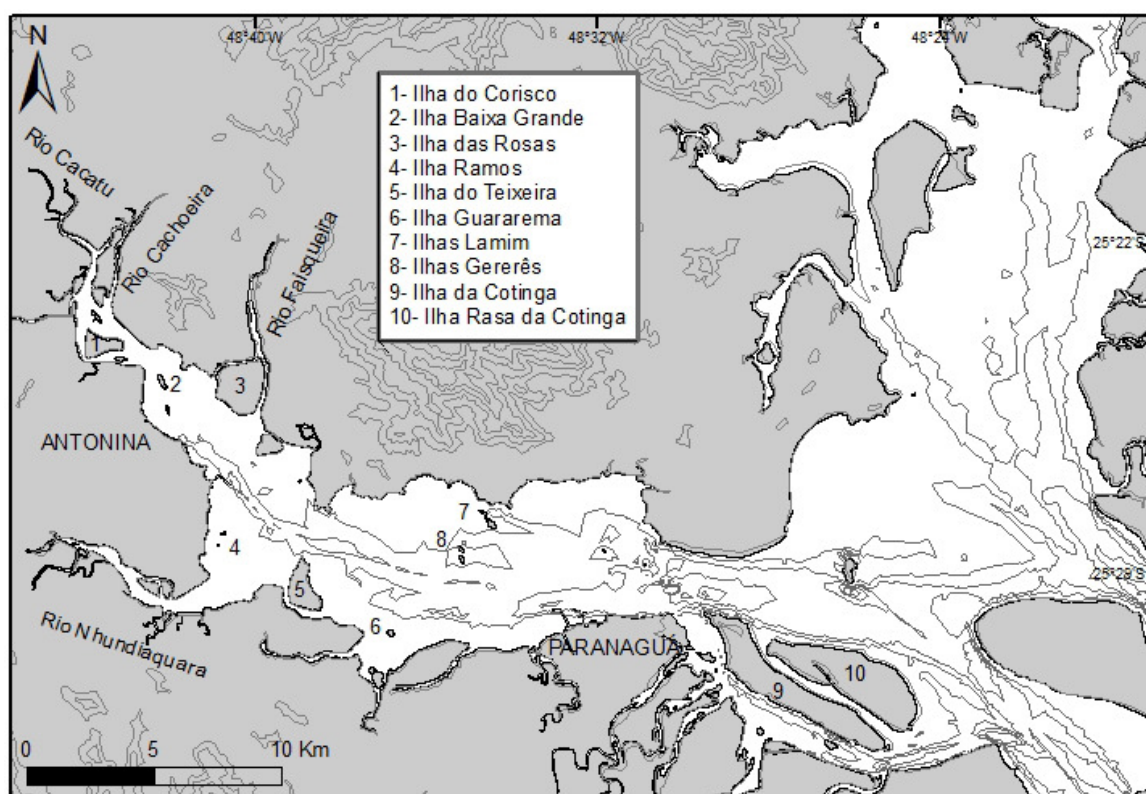 N
48°40'W
48°32'W
48°24'W
1- Ilha do Corisco
2- Ilha Baixa Grande
3- Ilha das Rosas
4- Ilha Ramos
5- Ilha do Teixeira
6- Ilha Guararema
7- Ilhas Lamim
8- Ilhas Gererês
9- Ilha da Cotinga
10- Ilha Rasa da Cotinga
Rio Cacatu
Rio Cachoeira
Rio Faisqueira
25°22'S
1
2
3
ANTONINA
7
8
4
5
25°28'S
6
Rio Nhundiaquara
PARANAGUÁ
10
9
0 5 10 Km